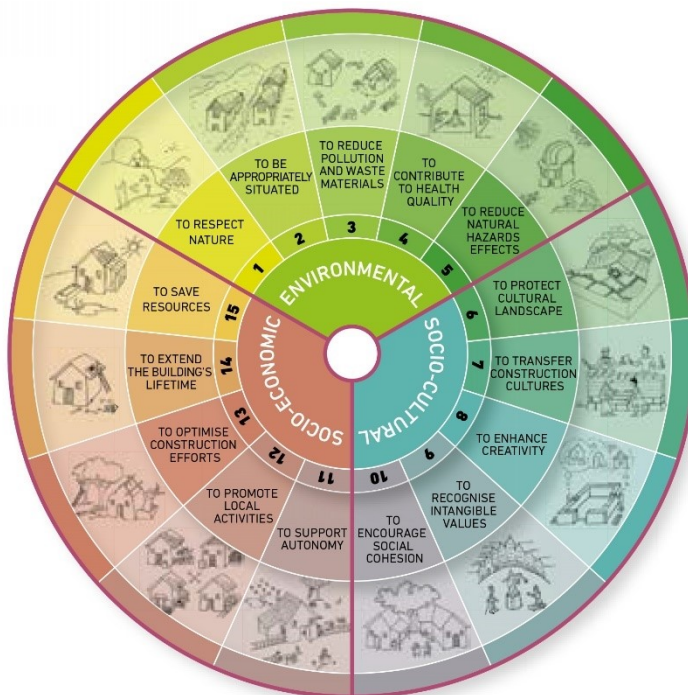 ENVIRONMENTAL
1
TO RESPECT
NATURE
2
TO BE
APPROPRIATELY
SITUATED
3
TO REDUCE
POLLUTION
AND WASTE
MATERIALS
4
TO
CONTRIBUTE
TO HEALTH
QUALITY
5
TO REDUCE
NATURAL
HAZARDS
EFFECTS
SOCIO-CULTURAL
6
TO PROTECT
CULTURAL
LANDSCAPE
7
TO TRANSFER
CONSTRUCTION
CULTURES
8
TO ENHANCE
CREATIVITY
9
TO
RECOGNISE
INTANGIBLE
VALUES
10
TO
ENCOURAGE
SOCIAL
COHESION
SOCIO-ECONOMIC
11
TO SUPPORT
AUTONOMY
12
TO PROMOTE
LOCAL
ACTIVITIES
13
TO OPTIMISE
CONSTRUCTION
EFFORTS
14
TO EXTEND
THE BUILDING'S
LIFETIME
15
TO SAVE
RESOURCES